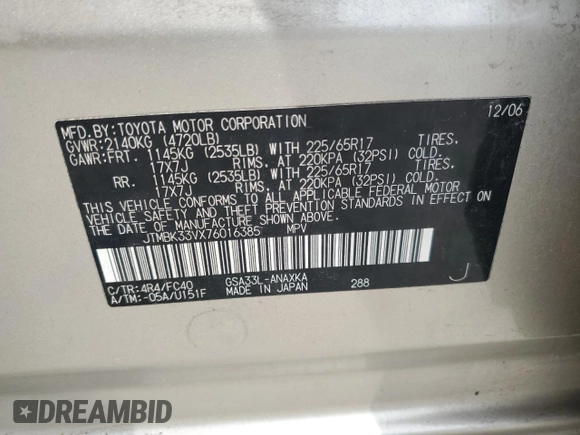 MFD.BY:TOYOTA MOTOR CORPORATION 12/06
GVWR:2140KG (4720LB)
GAWR:FRT. 1145KG (2535LB) WITH 225/65R17 TIRES.
17X7J RIMS. AT 220KPA (32PSI) COLD.
RR. 1145KG (2535LB) WITH 225/65R17 TIRES.
17X7J RIMS. AT 220KPA (32PSI) COLD.
THIS VEHICLE CONFORMS TO ALL APPLICABLE FEDERAL MOTOR
VEHICLE SAFETY AND THEFT PREVENTION STANDARDS IN EFFECT ON
THE DATE OF MANUFACTURE SHOWN ABOVE.
JTMBK33VX76016385 MPV
C/TR:4R4/FC40 GSA33L-ANAXKA J
A/TM:-05A/U151F MADE IN JAPAN 288
DREAMBID